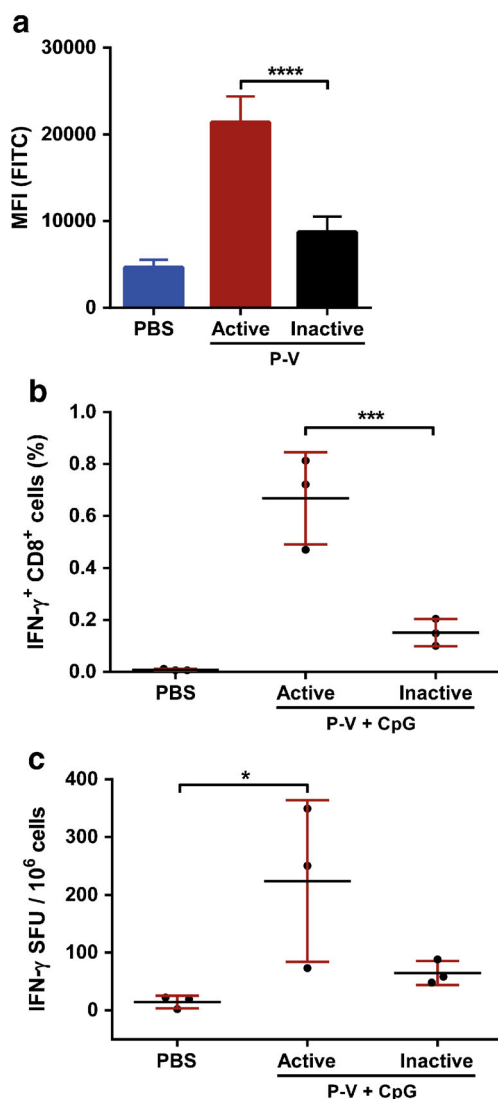 a
30000
****
20000
MFI (FITC)
10000
0
PBS
Active
Inactive
P-V
b
1.0
***
0.8
0.6
IFN-γ⁺ CD8⁺ cells (%)
0.4
0.2
0.0
PBS
Active
Inactive
P-V + CpG
c
400
*
300
IFN-γ SFU / 10⁶ cells
200
100
0
PBS
Active
Inactive
P-V + CpG